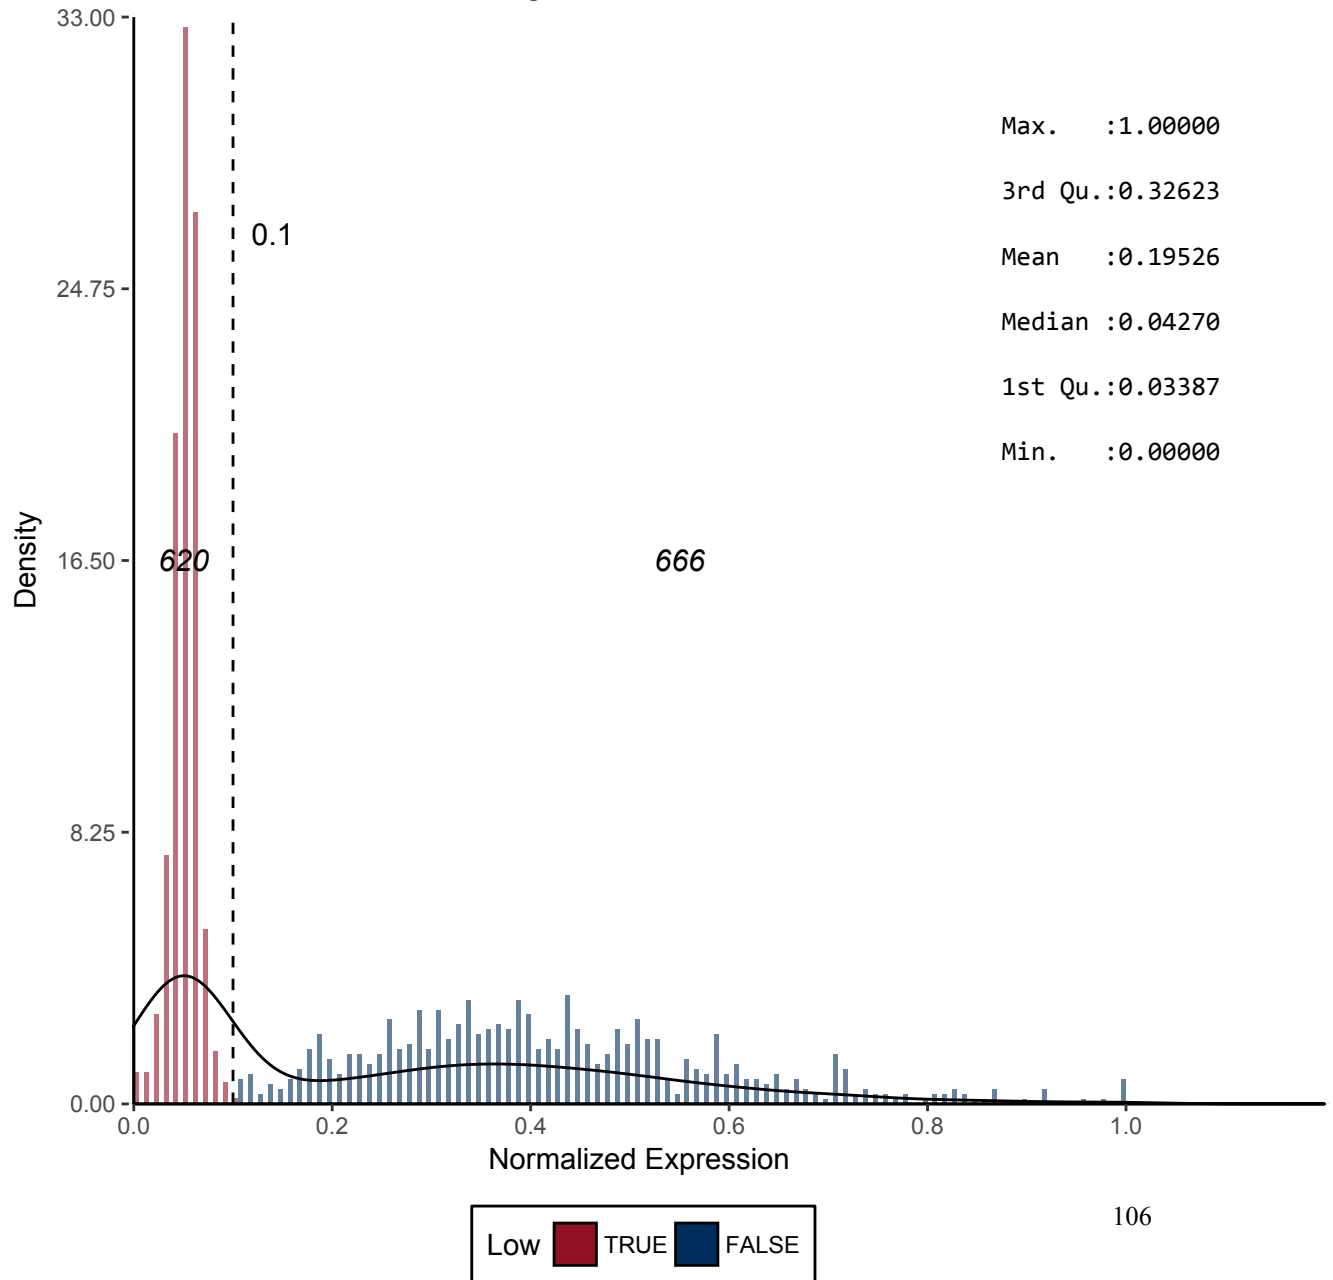 33.00
Max. :1.00000
3rd Qu.:0.32623
0.1
Mean :0.19526
24.75
Median :0.04270
1st Qu.:0.03387
Min. :0.00000
Density
16.50
620
666
8.25
0.00
0.0 0.2 0.4 0.6 0.8 1.0
Normalized Expression
106
Low TRUE FALSE